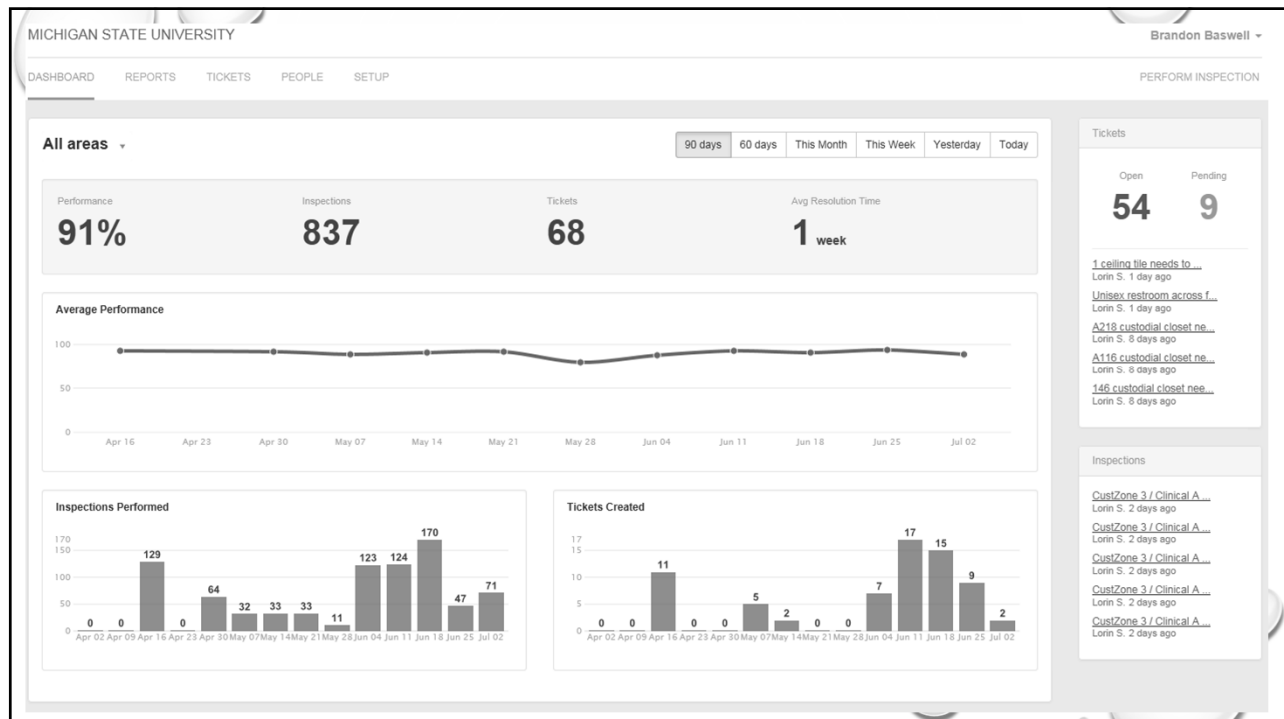 MICHIGAN STATE UNIVERSITY
Brandon Baswell
DASHBOARD REPORTS TICKETS PEOPLE SETUP PERFORM INSPECTION
All areas
90 days 60 days This Month This Week Yesterday Today
Performance Inspections Tickets Avg Resolution Time
91% 837 68 1 week
Average Performance
100
50
0
Apr 16 Apr 23 Apr 30 May 07 May 14 May 21 May 28 Jun 04 Jun 11 Jun 18 Jun 25 Jul 02
Inspections Performed
170
150
100
50
0
0 0 129 0 64 32 33 33 11 123 124 170 47 71
Apr 02 Apr 09 Apr 16 Apr 23 Apr 30 May 07 May 14 May 21 May 28 Jun 04 Jun 11 Jun 18 Jun 25 Jul 02
Tickets Created
17
15
10
5
0
0 0 11 0 0 5 2 0 0 7 17 15 9 2
Apr 02 Apr 09 Apr 16 Apr 23 Apr 30 May 07 May 14 May 21 May 28 Jun 04 Jun 11 Jun 18 Jun 25 Jul 02
Tickets
Open Pending
54 9
1 ceiling tile needs to ...
Lorin S. 1 day ago
Unisex restroom across f...
Lorin S. 1 day ago
A218 custodial closet ne...
Lorin S. 8 days ago
A116 custodial closet ne...
Lorin S. 8 days ago
146 custodial closet nee...
Lorin S. 8 days ago
Inspections
CustZone 3 / Clinical A ...
Lorin S. 2 days ago
CustZone 3 / Clinical A ...
Lorin S. 2 days ago
CustZone 3 / Clinical A ...
Lorin S. 2 days ago
CustZone 3 / Clinical A ...
Lorin S. 2 days ago
CustZone 3 / Clinical A ...
Lorin S. 2 days ago